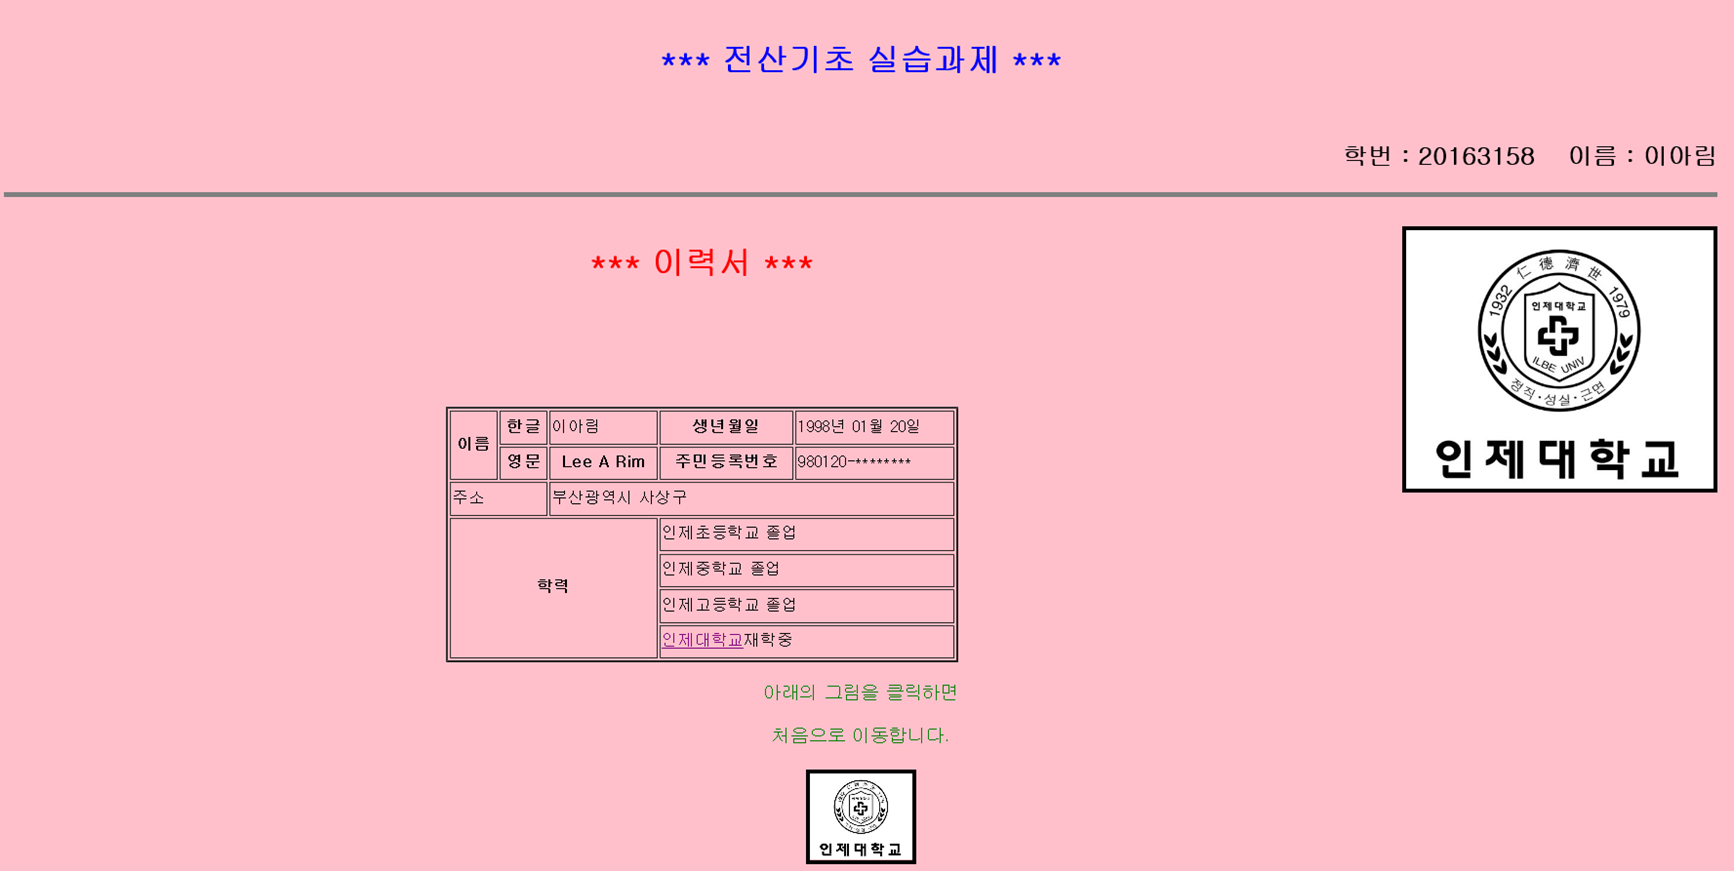 *** 전산기초 실습과제 ***
학번 : 20163158 이름 : 이아림
*** 이력서 ***
仁德濟世
1932 1979
인제대학교
ILBE UNIV
정직·성실·근면
인제대학교
이름 한글 이아림 생년월일 1998년 01월 20일
영문 Lee A Rim 주민등록번호 980120-********
주소 부산광역시 사상구
학력 인제초등학교 졸업
인제중학교 졸업
인제고등학교 졸업
인제대학교재학중
아래의 그림을 클릭하면
처음으로 이동합니다.
인제대학교